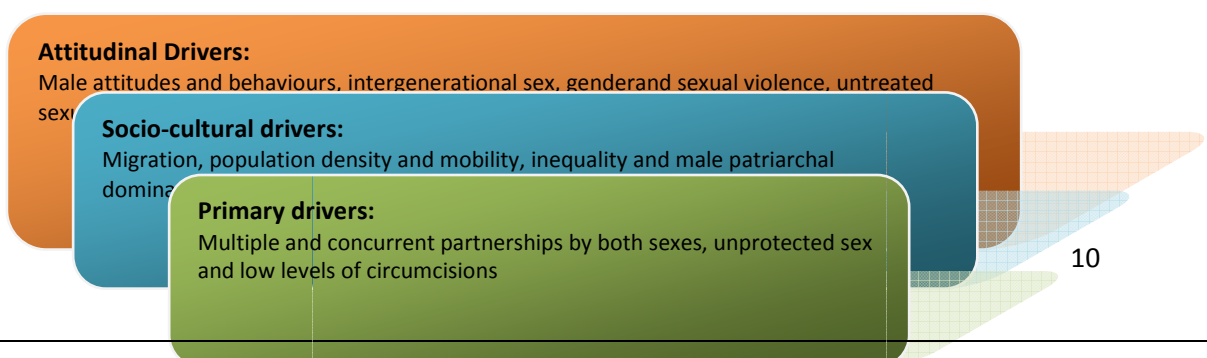 Attitudinal Drivers:
Male attitudes and behaviours, intergenerational sex, genderand sexual violence, untreated
Socio-cultural drivers:
Migration, population density and mobility, inequality and male patriarchal
Primary drivers:
Multiple and concurrent partnerships by both sexes, unprotected sex
and low levels of circumcisions
10